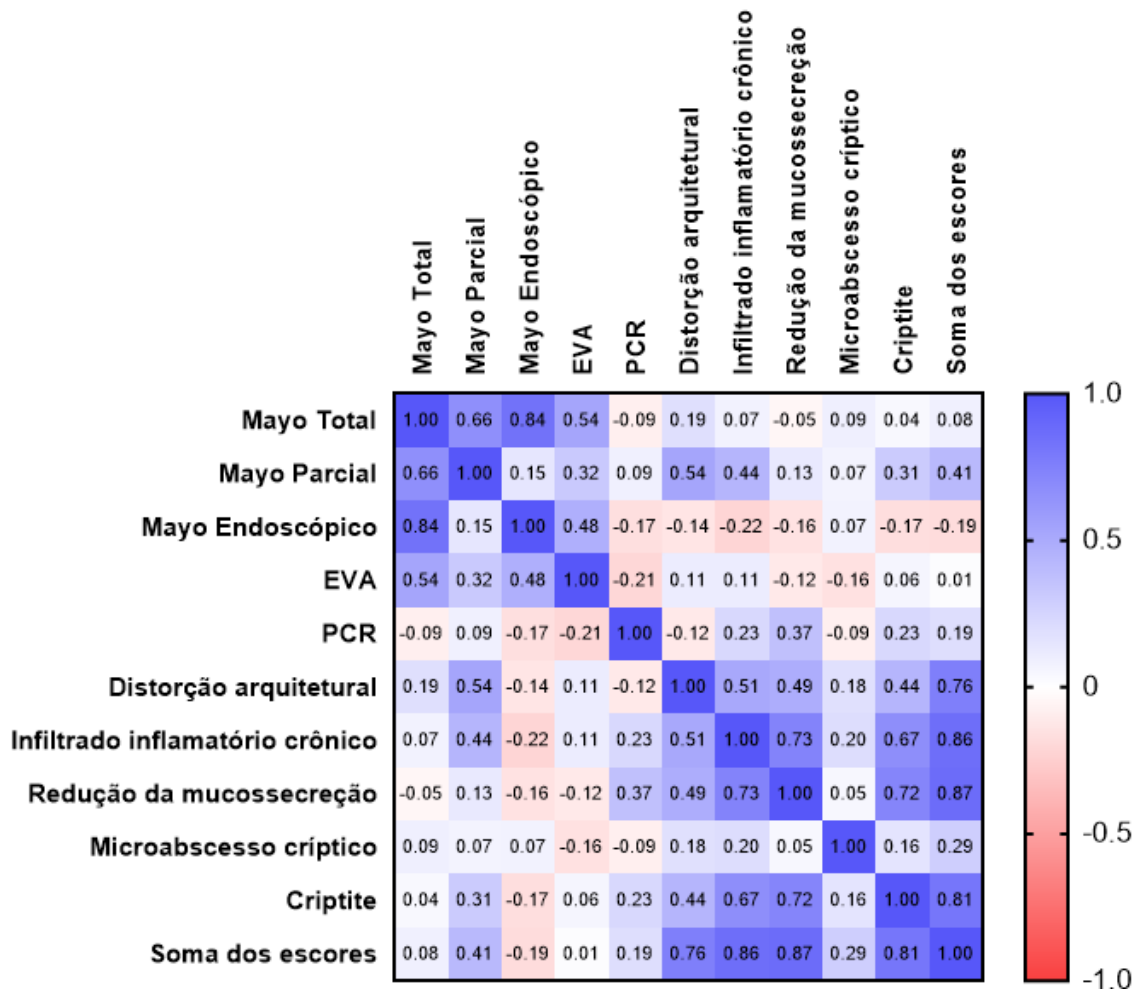 Mayo Total
Mayo Parcial
Mayo Endoscópico
EVA
PCR
Distorção arquitetural
Infiltrado inflamatório crônico
Redução da mucossecreção
Microabscesso críptico
Criptite
Soma dos escores
Mayo Total 1.00 0.66 0.84 0.54 -0.09 0.19 0.07 -0.05 0.09 0.04 0.08
Mayo Parcial 0.66 1.00 0.15 0.32 0.09 0.54 0.44 0.13 0.07 0.31 0.41
Mayo Endoscópico 0.84 0.15 1.00 0.48 -0.17 -0.14 -0.22 -0.16 0.07 -0.17 -0.19
EVA 0.54 0.32 0.48 1.00 -0.21 0.11 0.11 -0.12 -0.16 0.06 0.01
PCR -0.09 0.09 -0.17 -0.21 1.00 -0.12 0.23 0.37 -0.09 0.23 0.19
Distorção arquitetural 0.19 0.54 -0.14 0.11 -0.12 1.00 0.51 0.49 0.18 0.44 0.76
Infiltrado inflamatório crônico 0.07 0.44 -0.22 0.11 0.23 0.51 1.00 0.73 0.20 0.67 0.86
Redução da mucossecreção -0.05 0.13 -0.16 -0.12 0.37 0.49 0.73 1.00 0.05 0.72 0.87
Microabscesso críptico 0.09 0.07 0.07 -0.16 -0.09 0.18 0.20 0.05 1.00 0.16 0.29
Criptite 0.04 0.31 -0.17 0.06 0.23 0.44 0.67 0.72 0.16 1.00 0.81
Soma dos escores 0.08 0.41 -0.19 0.01 0.19 0.76 0.86 0.87 0.29 0.81 1.00
1.0
0.5
0
-0.5
-1.0